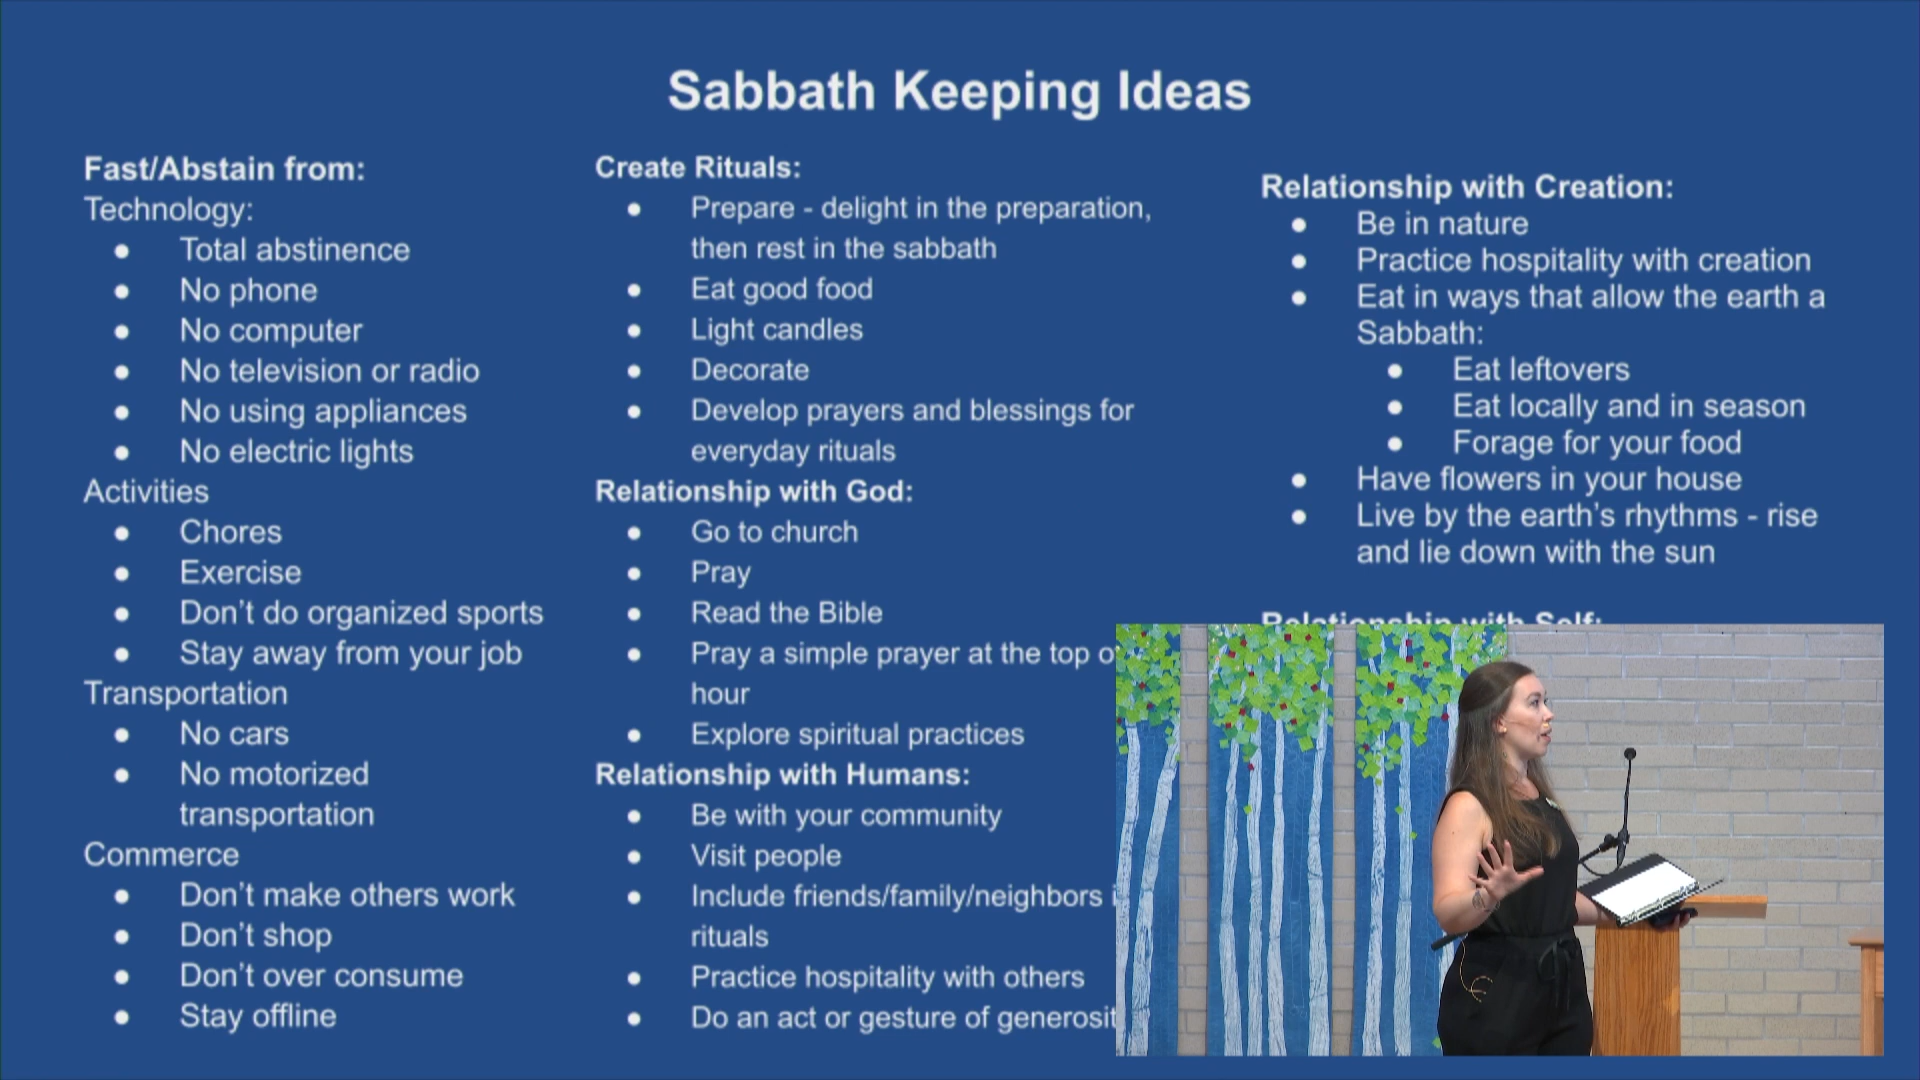 Sabbath Keeping Ideas
Fast/Abstain from:
Technology:
● Total abstinence
● No phone
● No computer
● No television or radio
● No using appliances
● No electric lights
Activities
● Chores
● Exercise
● Don't do organized sports
● Stay away from your job
Transportation
● No cars
● No motorized
transportation
Commerce
● Don't make others work
● Don't shop
● Don't over consume
● Stay offline
Create Rituals:
● Prepare - delight in the preparation,
then rest in the sabbath
● Eat good food
● Light candles
● Decorate
● Develop prayers and blessings for
everyday rituals
Relationship with God:
● Go to church
● Pray
● Read the Bible
● Pray a simple prayer at the top
hour
● Explore spiritual practices
Relationship with Humans:
● Be with your community
● Visit people
● Include friends/family/neighbors
rituals
● Practice hospitality with others
● Do an act or gesture of
Relationship with Creation:
● Be in nature
● Practice hospitality with creation
● Eat in ways that allow the earth a
Sabbath:
● Eat leftovers
● Eat locally and in season
● Forage for your food
● Have flowers in your house
● Live by the earth's rhythms - rise
and lie down with the sun
Relationship with Self: